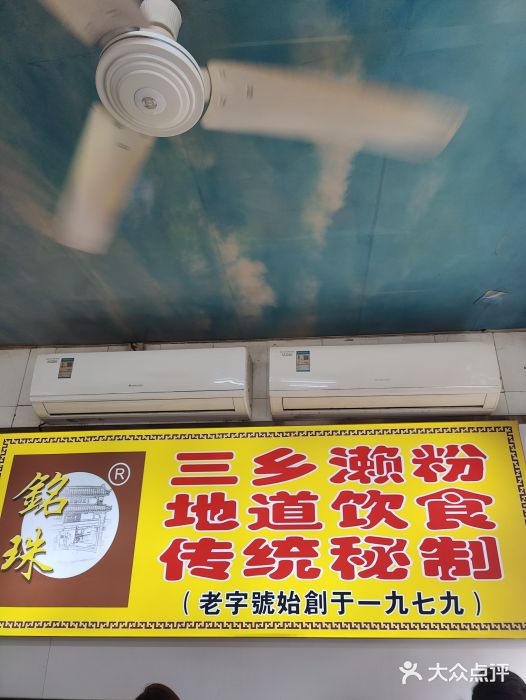 銘珠
®
三乡濑粉
地道饮食
传统秘制
（老字號始創于一九七九）
大众点评